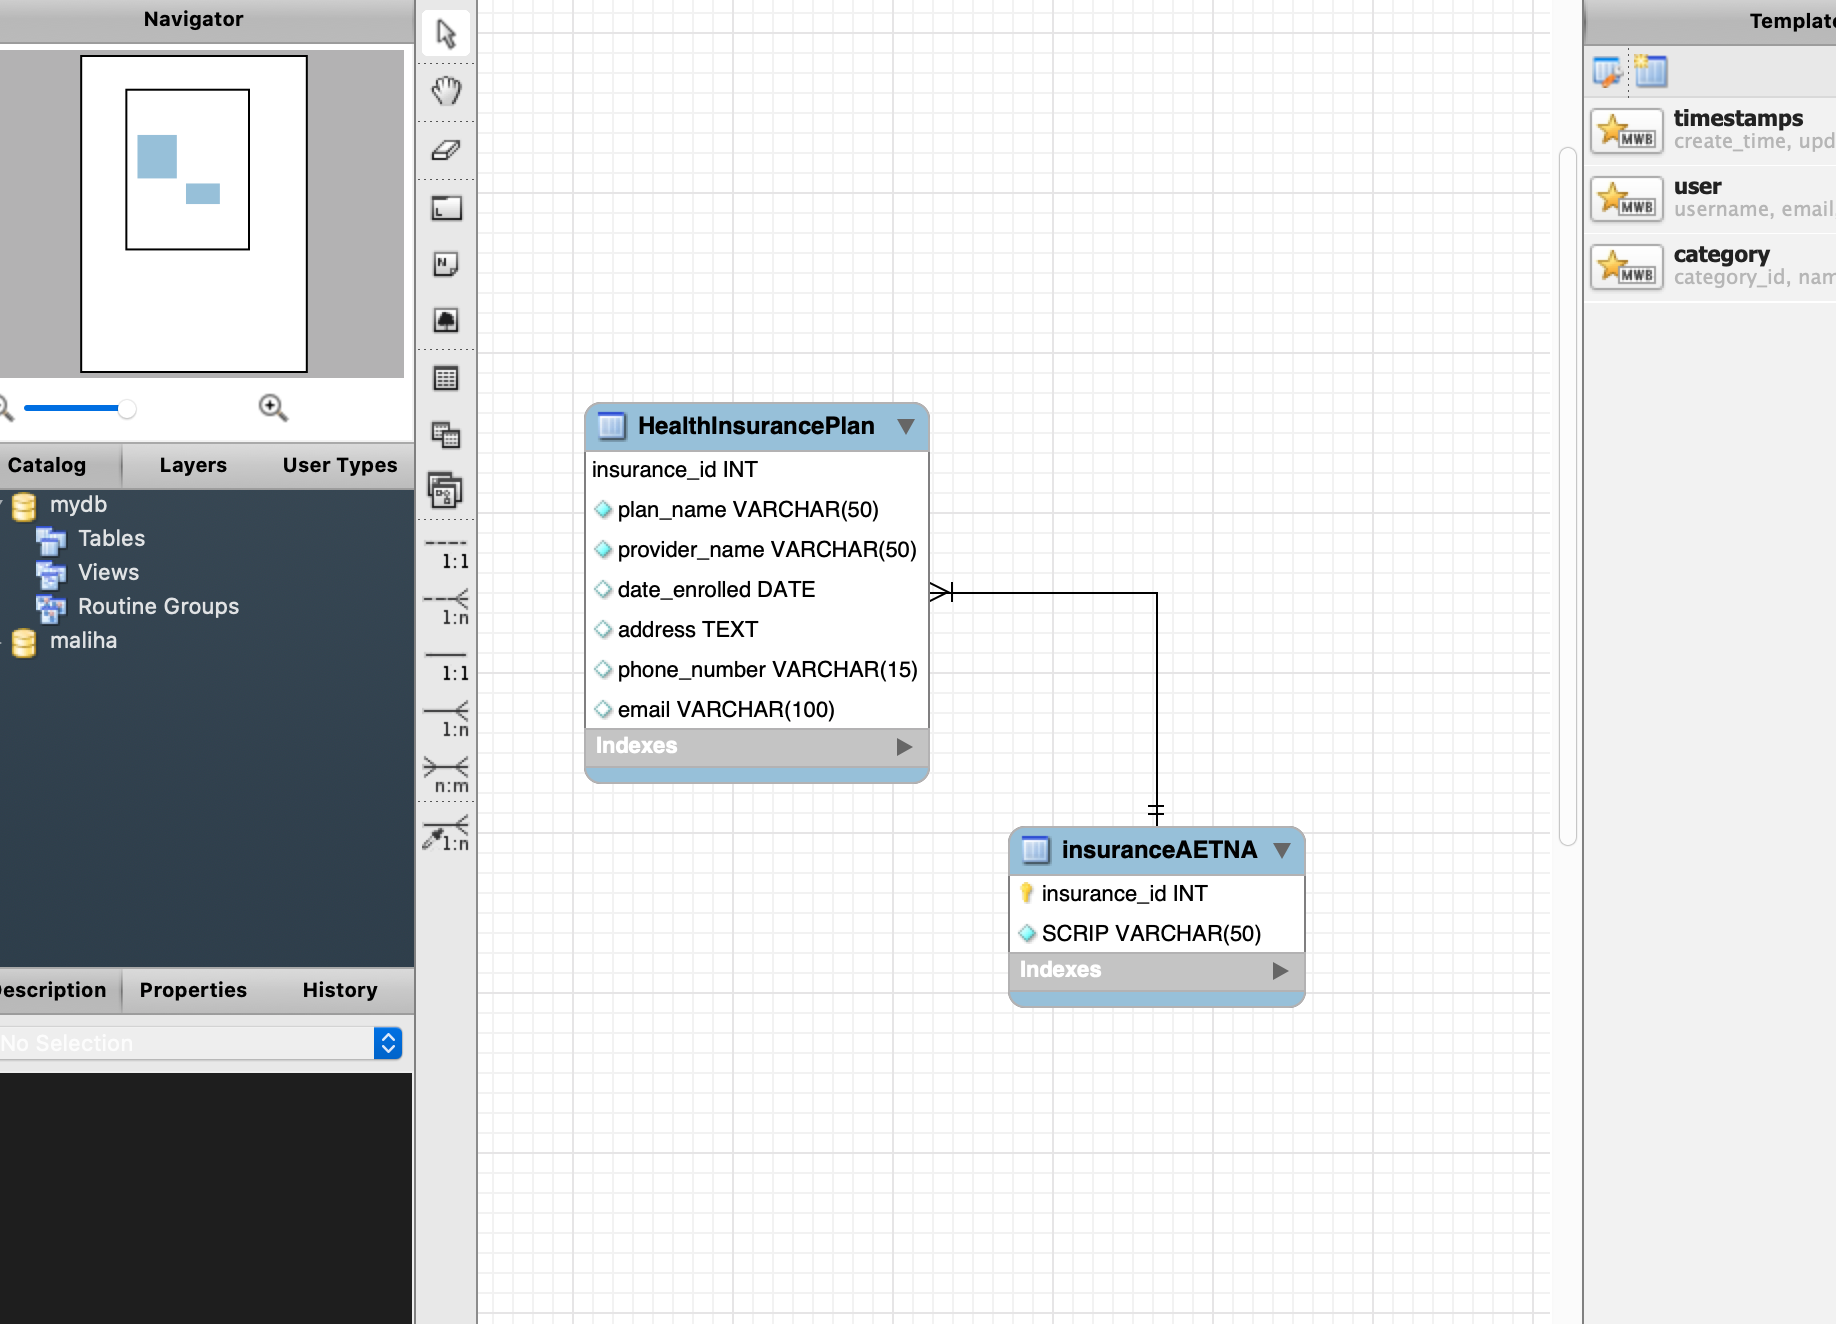 Navigator
Catalog
Layers
User Types
mydb
Tables
Views
Routine Groups
maliha
escription
Properties
History
No Selection
L
N
1:1
1:n
1:1
1:n
n:m
1:n
HealthInsurancePlan
insurance_id INT
plan_name VARCHAR(50)
provider_name VARCHAR(50)
date_enrolled DATE
address TEXT
phone_number VARCHAR(15)
email VARCHAR(100)
Indexes
insuranceAETNA
insurance_id INT
SCRIP VARCHAR(50)
Indexes
Templat
MWB
timestamps
create_time, upd
MWB
user
username, email
MWB
category
category_id, nam